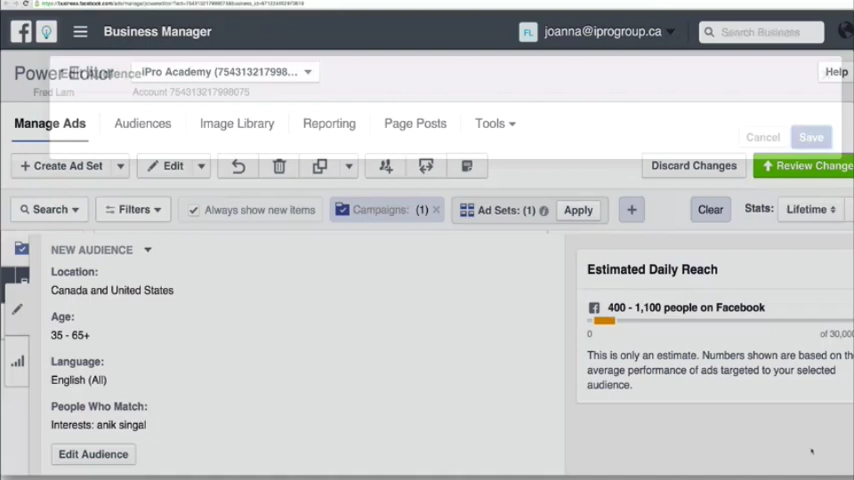 Business Manager
joanna@iprogroup.ca
Search Business
Power Editor
Edit Audience
iPro Academy (754313217998...
Help
Fred Lam
Account 754313217998075
Manage Ads
Audiences
Image Library
Reporting
Page Posts
Tools
Cancel
Save
+ Create Ad Set
Edit
Discard Changes
Review Change
Search
Filters
Always show new items
Campaigns: (1)
Ad Sets: (1)
Apply
+
Clear
Stats:
Lifetime
NEW AUDIENCE
Location:
Canada and United States
Age:
35 - 65+
Language:
English (All)
People Who Match:
Interests: anik singal
Edit Audience
Estimated Daily Reach
400 - 1,100 people on Facebook
0
of 30,000
This is only an estimate. Numbers shown are based on the
average performance of ads targeted to your selected
audience.